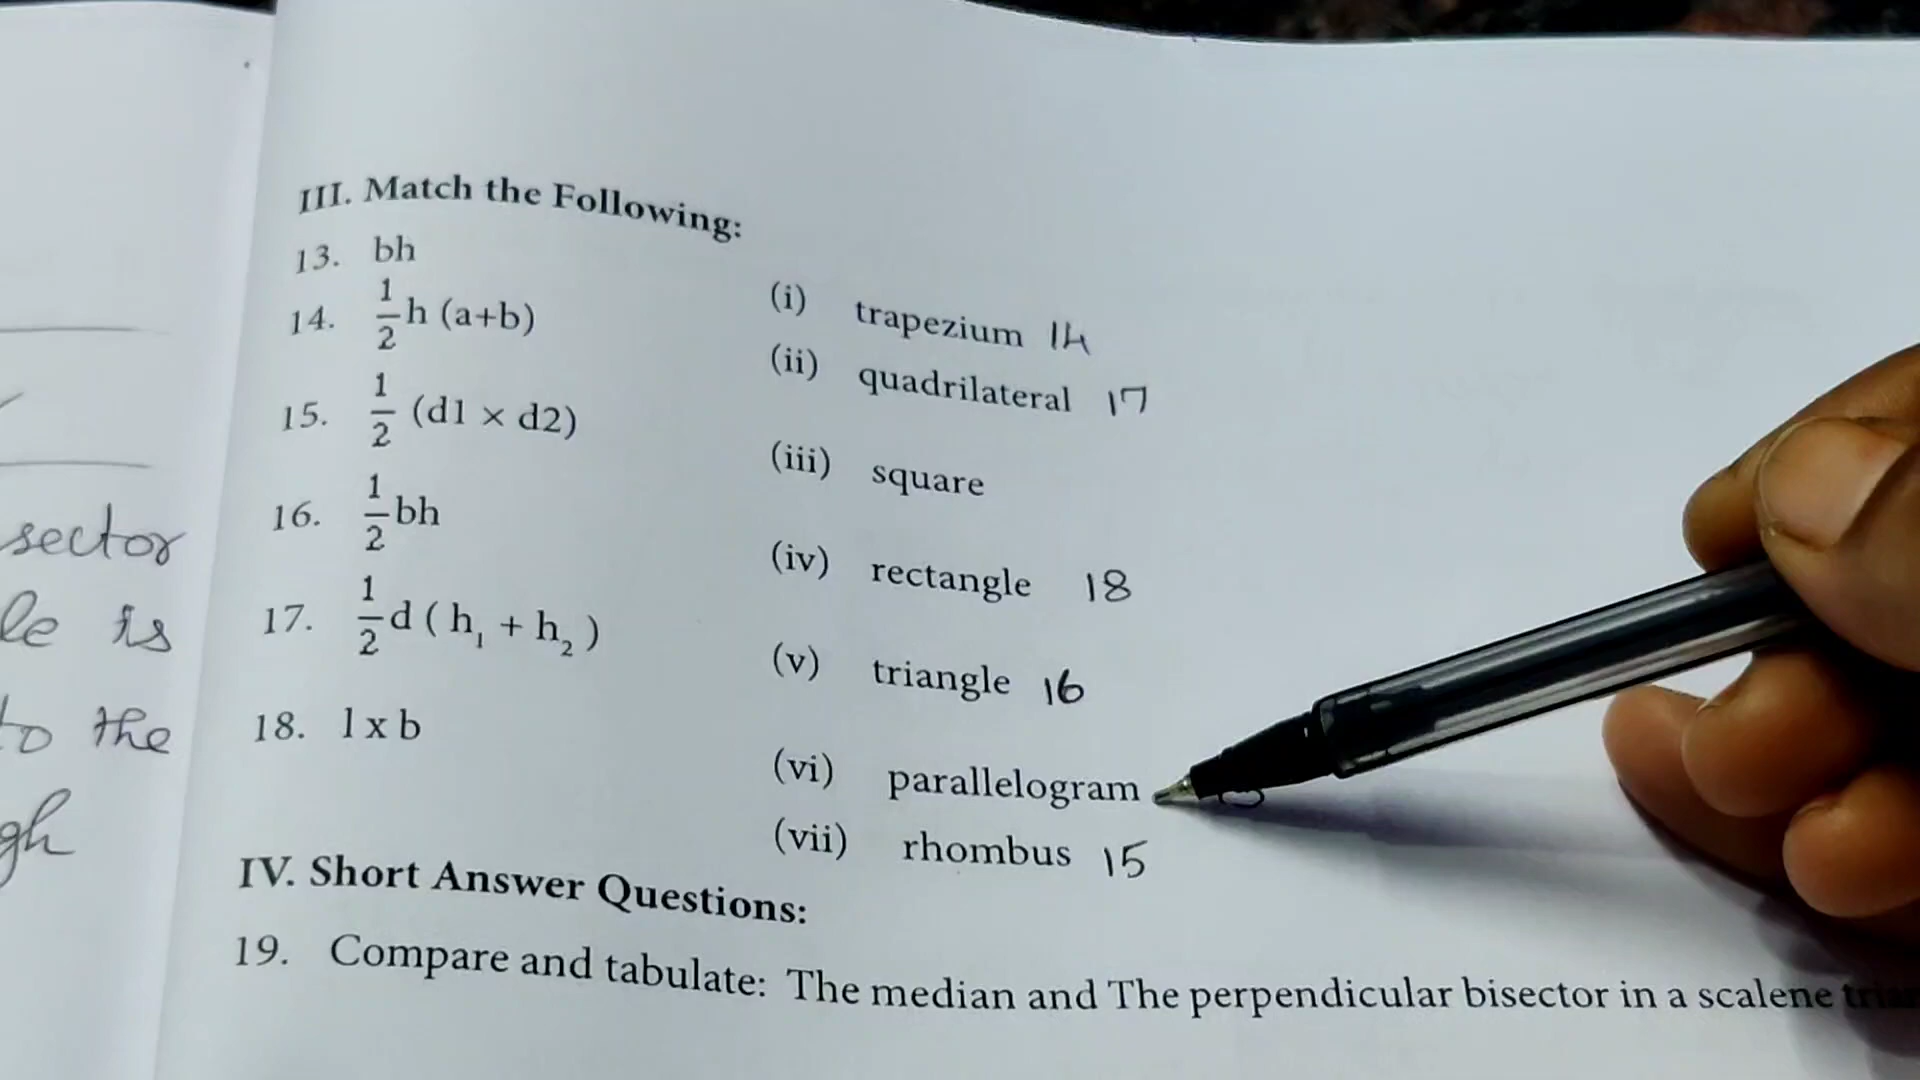 III. Match the Following:
13. bh
14. 1/2 h (a+b)
(i) trapezium 14
15. 1/2 (d1 × d2)
(ii) quadrilateral 17
16. 1/2 bh
(iii) square
17. 1/2 d ( h₁ + h₂ )
(iv) rectangle 18
18. l x b
(v) triangle 16
(vi) parallelogram
(vii) rhombus 15
IV. Short Answer Questions:
19. Compare and tabulate: The median and The perpendicular bisector in a scalene
sector
le is
to the
gh